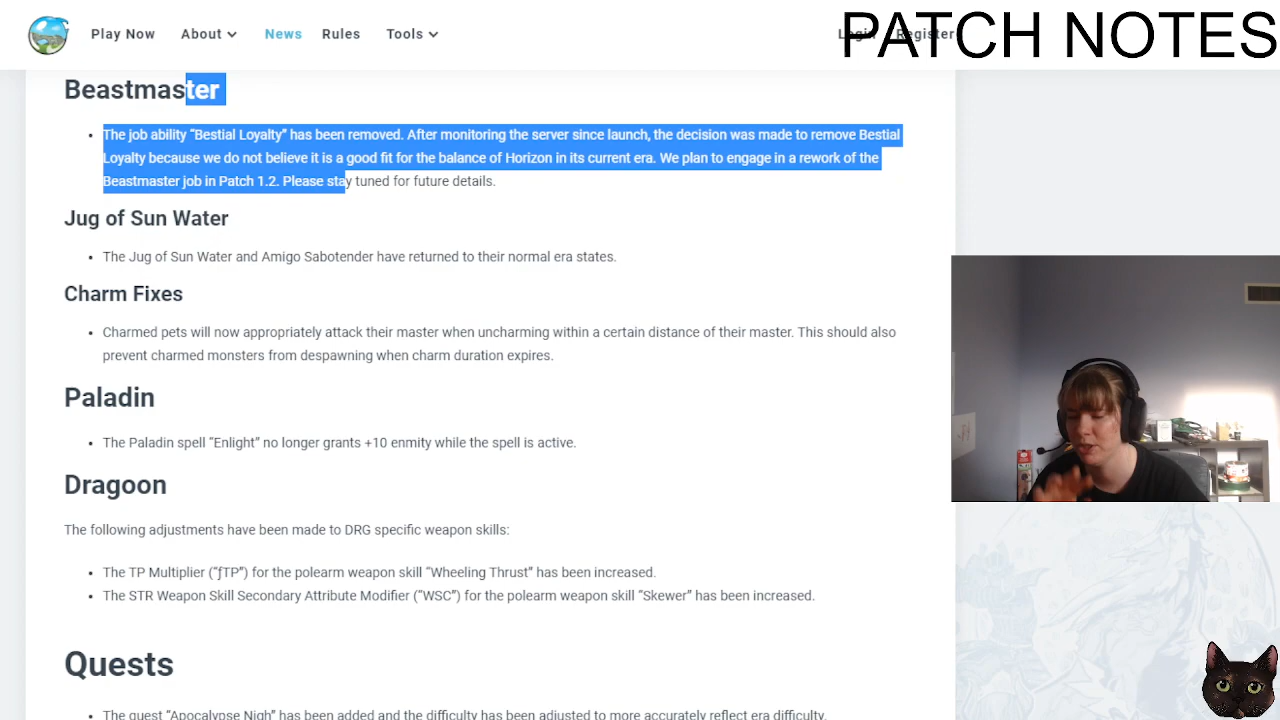 Play Now About News Rules Tools Login Register
PATCH NOTES
Beastmaster
• The job ability “Bestial Loyalty” has been removed. After monitoring the server since launch, the decision was made to remove Bestial
Loyalty because we do not believe it is a good fit for the balance of Horizon in its current era. We plan to engage in a rework of the
Beastmaster job in Patch 1.2. Please stay tuned for future details.
Jug of Sun Water
• The Jug of Sun Water and Amigo Sabotender have returned to their normal era states.
Charm Fixes
• Charmed pets will now appropriately attack their master when uncharming within a certain distance of their master. This should also
prevent charmed monsters from despawning when charm duration expires.
Paladin
• The Paladin spell “Enlight” no longer grants +10 enmity while the spell is active.
Dragoon
The following adjustments have been made to DRG specific weapon skills:
• The TP Multiplier (“ƒTP”) for the polearm weapon skill “Wheeling Thrust” has been increased.
• The STR Weapon Skill Secondary Attribute Modifier (“WSC”) for the polearm weapon skill “Skewer” has been increased.
Quests
• The quest “Apocalypse Nigh” has been added and the difficulty has been adjusted to more accurately reflect era difficulty.